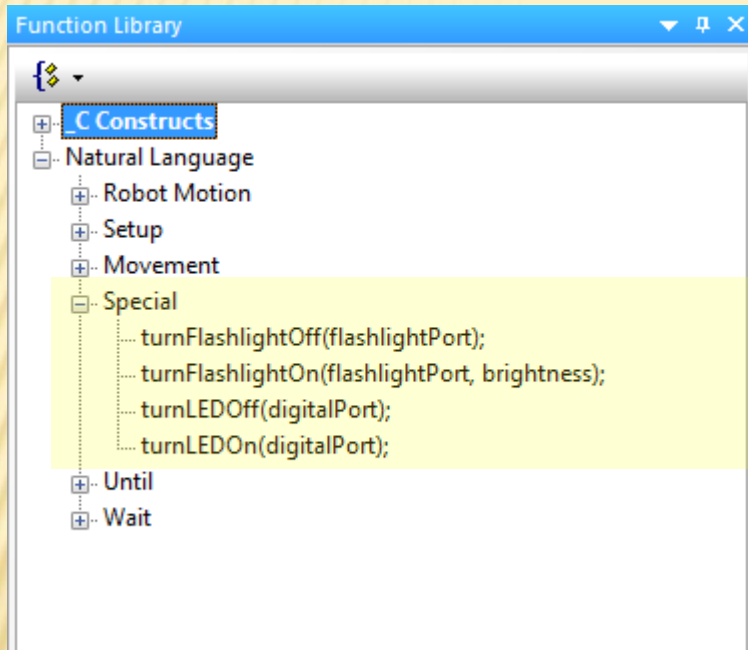 Function Library
_C Constructs
Natural Language
Robot Motion
Setup
Movement
Special
turnFlashlightOff(flashlightPort);
turnFlashlightOn(flashlightPort, brightness);
turnLEDOff(digitalPort);
turnLEDOn(digitalPort);
Until
Wait